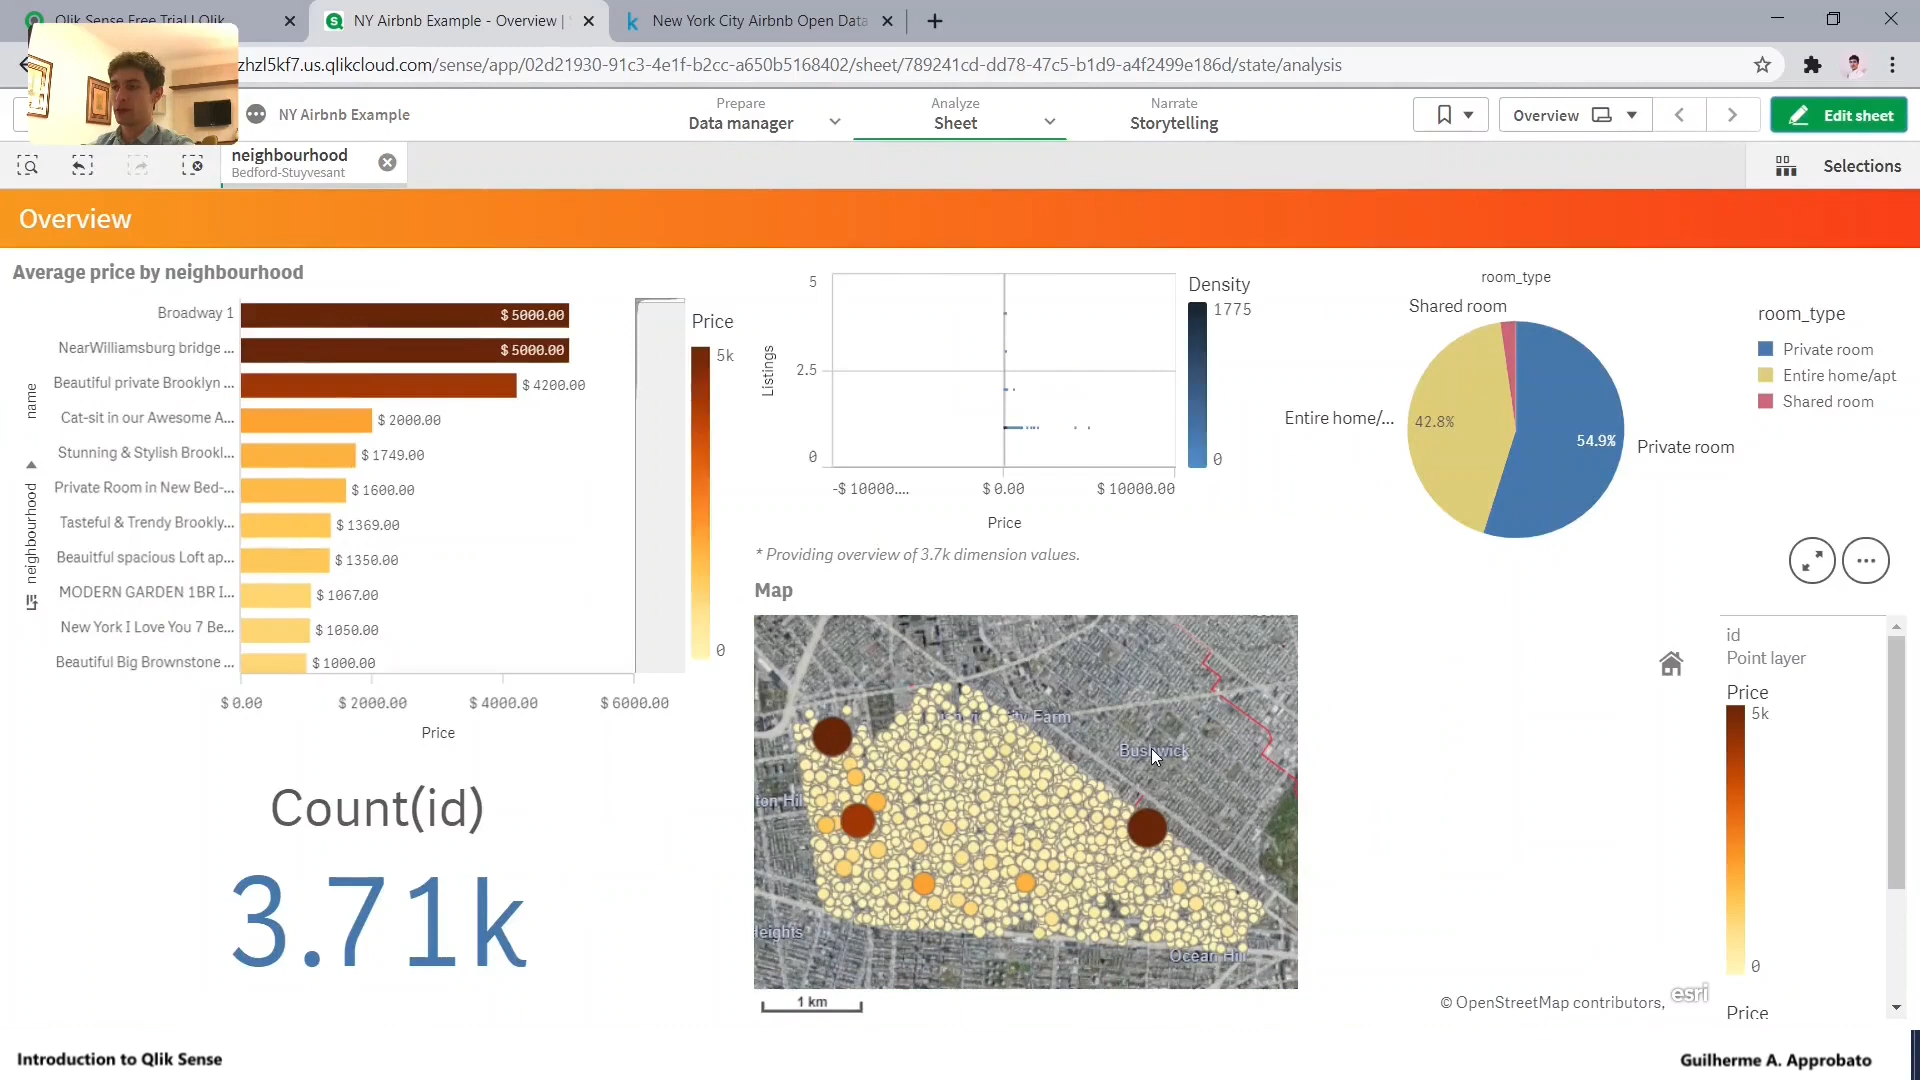 Qlik Sense Free Trial | Qlik
NY Airbnb Example - Overview |
New York City Airbnb Open Data
zhzl5kf7.us.qlikcloud.com/sense/app/02d21930-91c3-4e1f-b2cc-a650b5168402/sheet/789241cd-dd78-47c5-b1d9-a4f2499e186d/state/analysis
NY Airbnb Example
Prepare
Data manager
Analyze
Sheet
Narrate
Storytelling
Overview
Edit sheet
neighbourhood
Bedford-Stuyvesant
Selections
Overview
Average price by neighbourhood
name
neighbourhood
Broadway 1 $ 5000.00
NearWilliamsburg bridge ... $ 5000.00
Beautiful private Brooklyn ... $ 4200.00
Cat-sit in our Awesome A... $ 2000.00
Stunning & Stylish Brookl... $ 1749.00
Private Room in New Bed-... $ 1600.00
Tasteful & Trendy Brookly... $ 1369.00
Beauitful spacious Loft ap... $ 1350.00
MODERN GARDEN 1BR I... $ 1067.00
New York I Love You 7 Be... $ 1050.00
Beautiful Big Brownstone ... $ 1000.00
$ 0.00 $ 2000.00 $ 4000.00 $ 6000.00
Price
Price
5k
0
Count(id)
3.71k
Listings
5
2.5
0
-$ 10000.... $ 0.00 $ 10000.00
Price
Density
1775
0
* Providing overview of 3.7k dimension values.
room_type
Shared room
Entire home/...
42.8%
54.9%
Private room
room_type
Private room
Entire home/apt
Shared room
Map
Farm
Bushwick
ton Hil
Heights
Ocean Hil
1 km
© OpenStreetMap contributors,
esri
id
Point layer
Price
5k
0
Price
Introduction to Qlik Sense
Guilherme A. Approbato